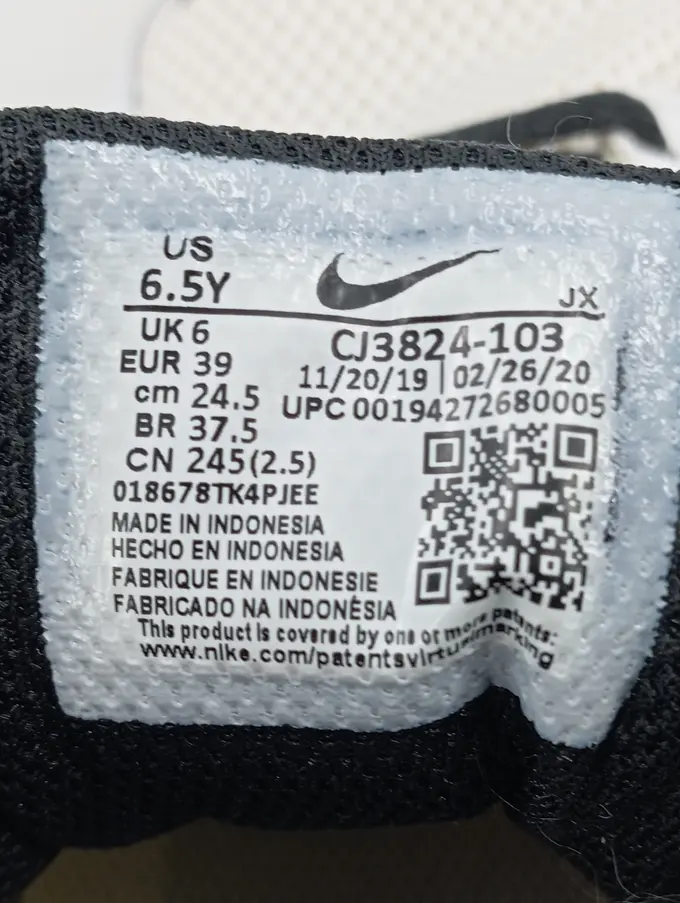 US
6.5Y
JX
UK 6
EUR 39
cm 24.5
BR 37.5
CN 245(2.5)
CJ3824-103
11/20/19 | 02/26/20
UPC 00194272680005
018678TK4PJEE
MADE IN INDONESIA
HECHO EN INDONESIA
FABRIQUE EN INDONESIE
FABRICADO NA INDONÉSIA
This product is covered by one or more patents:
www.nike.com/patentsvirtualmarking